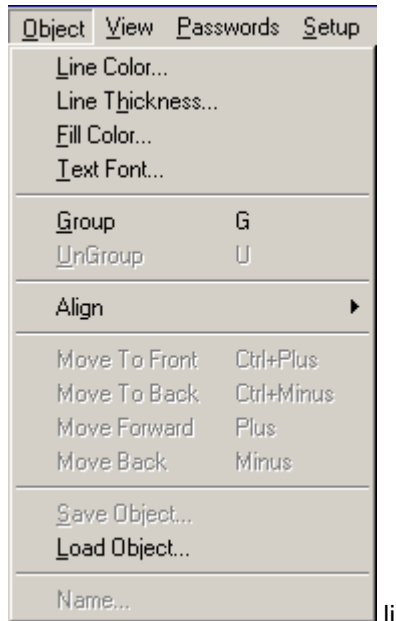 Object View Passwords Setup
Line Color...
Line Thickness...
Fill Color...
Text Font...
Group G
UnGroup U
Align
Move To Front Ctrl+Plus
Move To Back Ctrl+Minus
Move Forward Plus
Move Back Minus
Save Object...
Load Object...
Name...
li